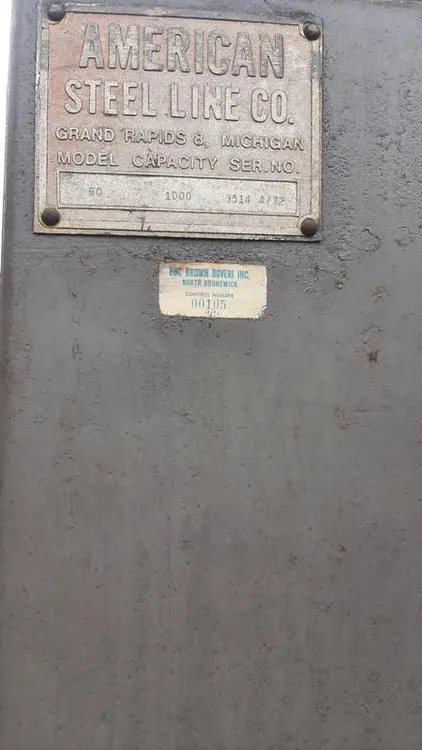 AMERICAN
STEEL LINE CO.
GRAND RAPIDS 8, MICHIGAN
MODEL CAPACITY SER. NO.
60 1000 9514 4/72
BBC BROWN BOVERI INC.
NORTH BRUNSWICK
CONTROL NUMBER
00105